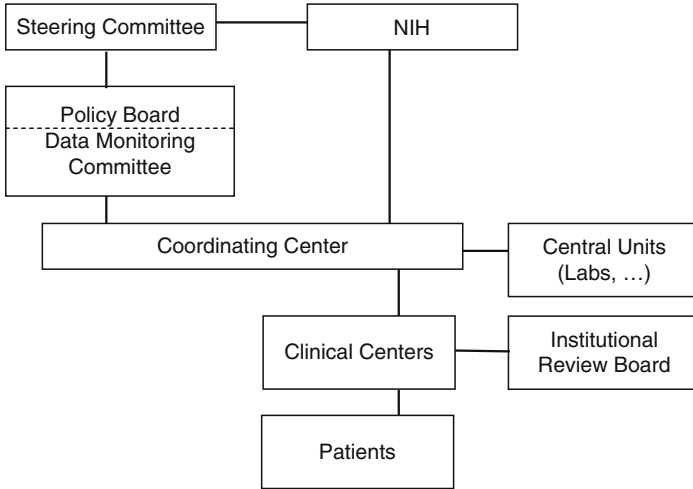 Steering Committee
NIH
Policy Board
Data Monitoring
Committee
Coordinating Center
Central Units
(Labs, …)
Clinical Centers
Institutional
Review Board
Patients